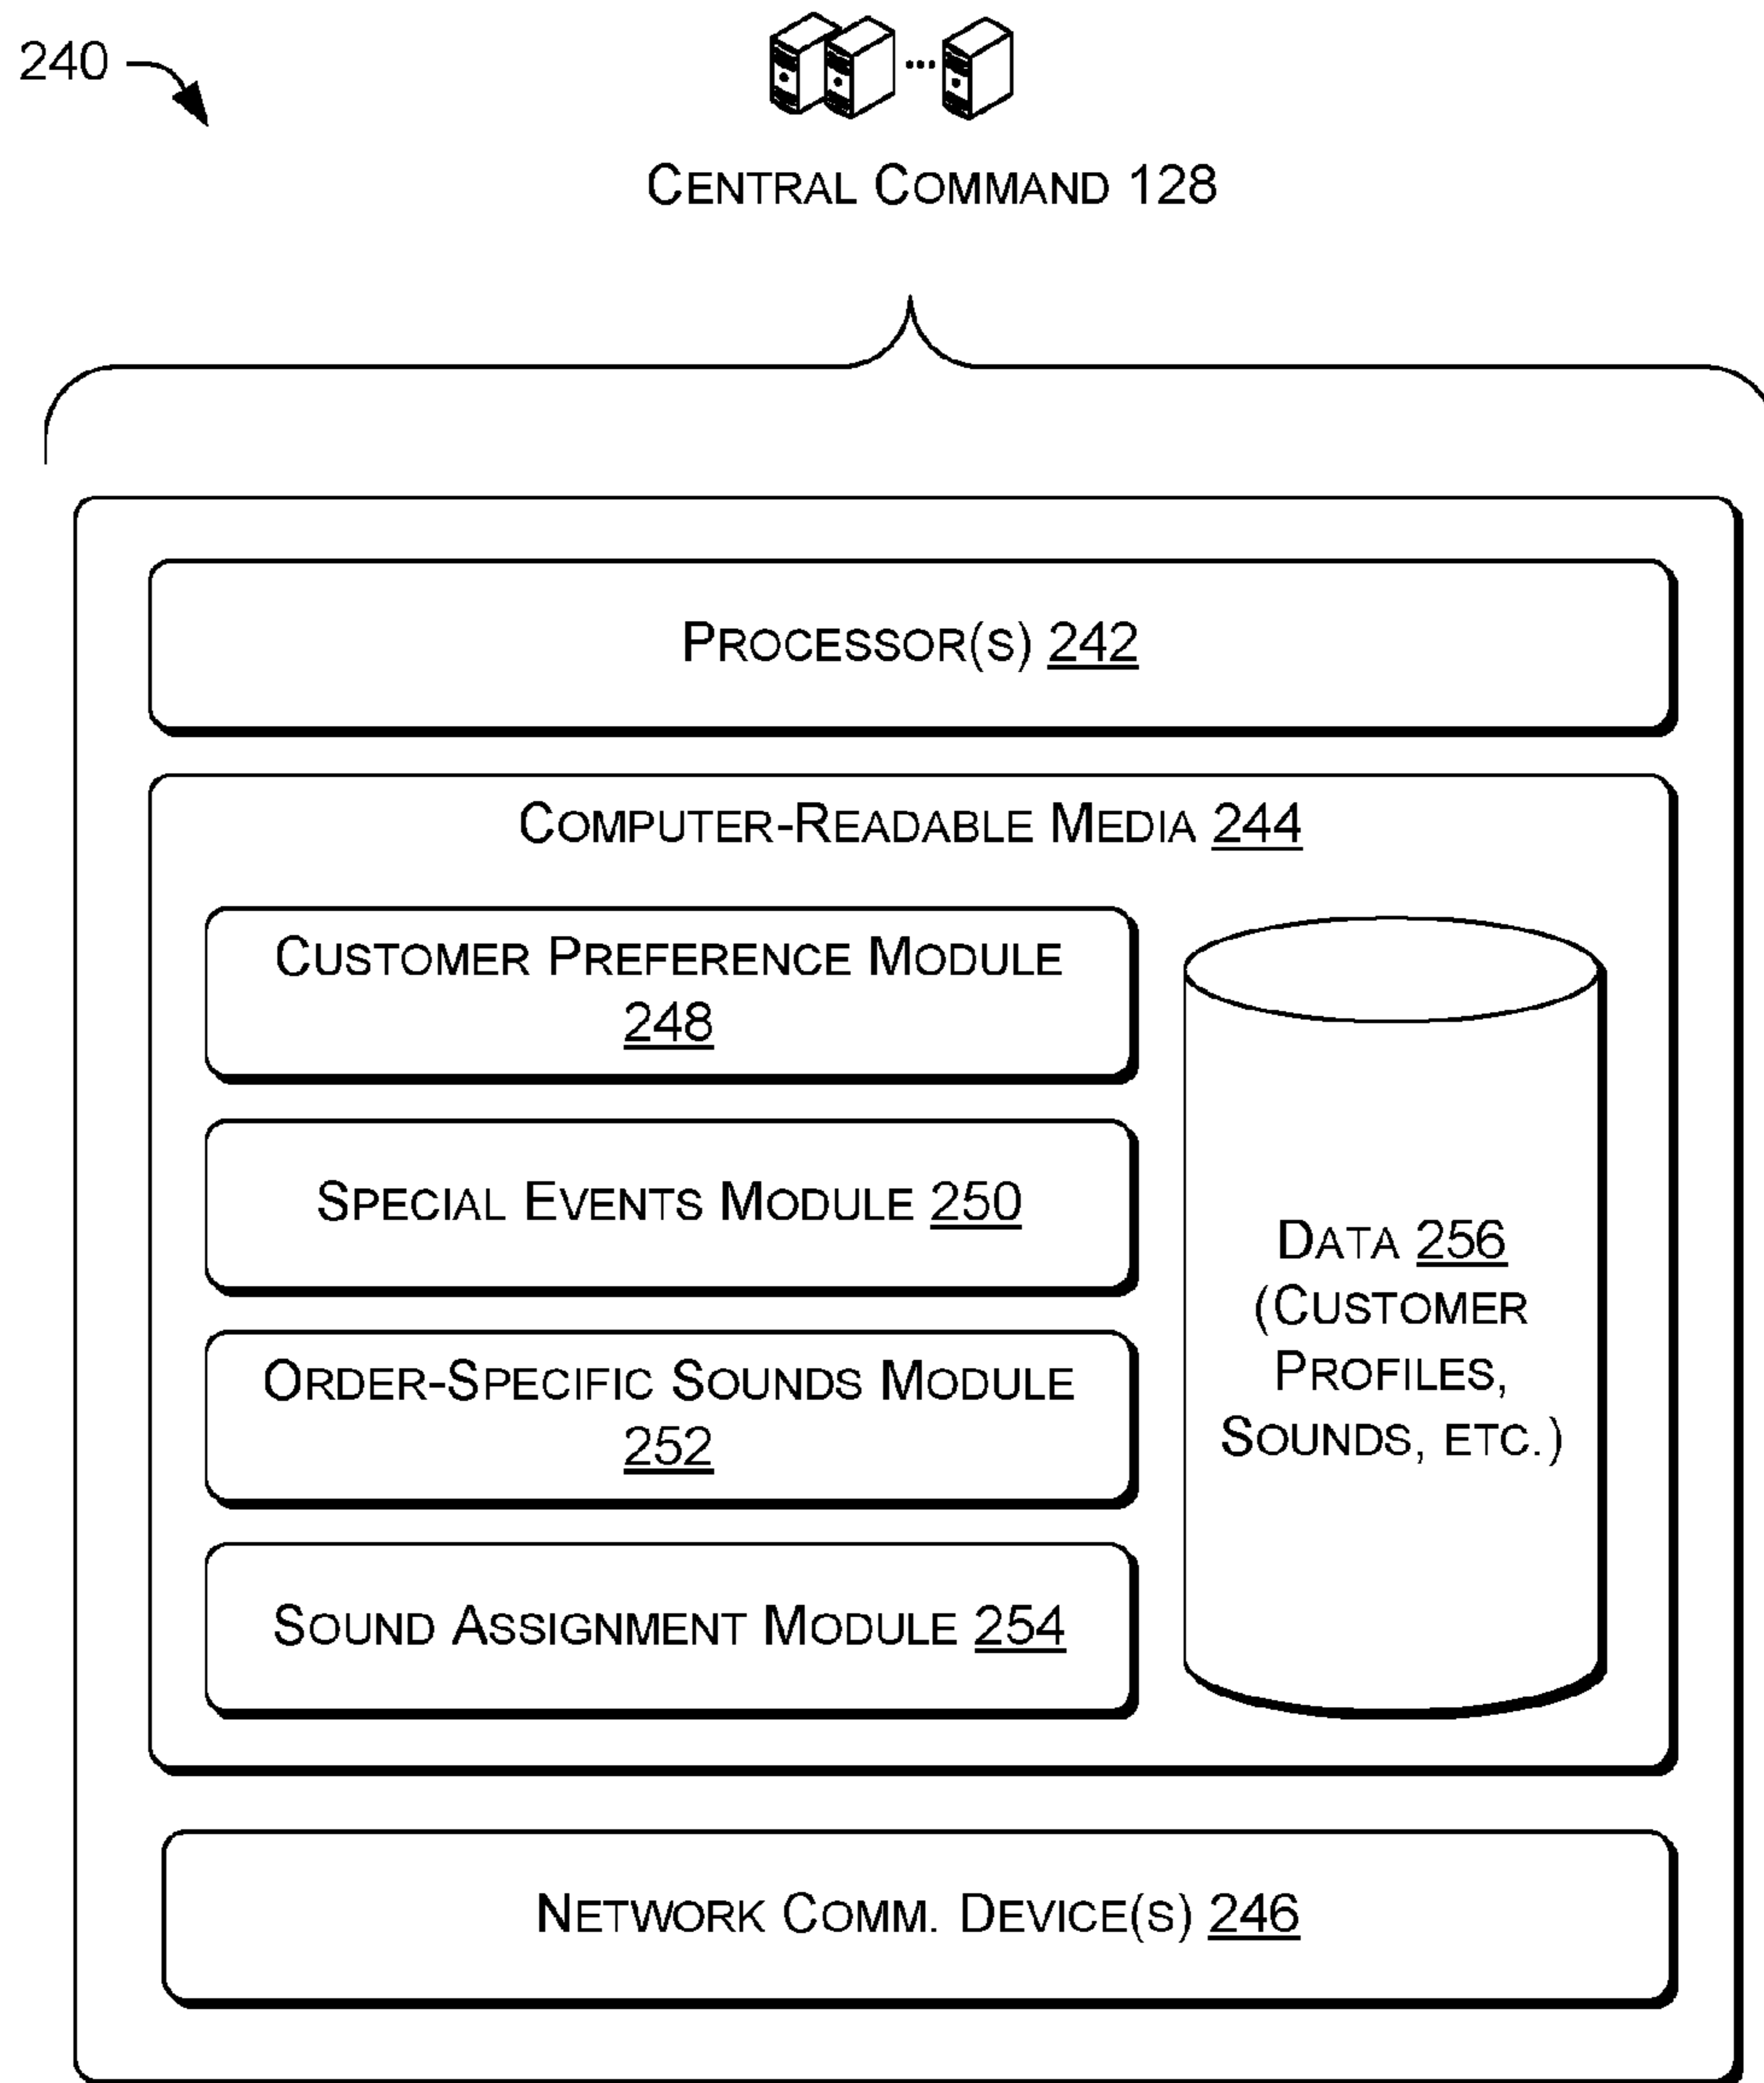 240
CENTRAL COMMAND 128
PROCESSOR(S) 242
COMPUTER-READABLE MEDIA 244
CUSTOMER PREFERENCE MODULE
248
SPECIAL EVENTS MODULE 250
ORDER-SPECIFIC SOUNDS MODULE
252
SOUND ASSIGNMENT MODULE 254
DATA 256
(CUSTOMER
PROFILES,
SOUNDS, ETC.)
NETWORK COMM. DEVICE(S) 246